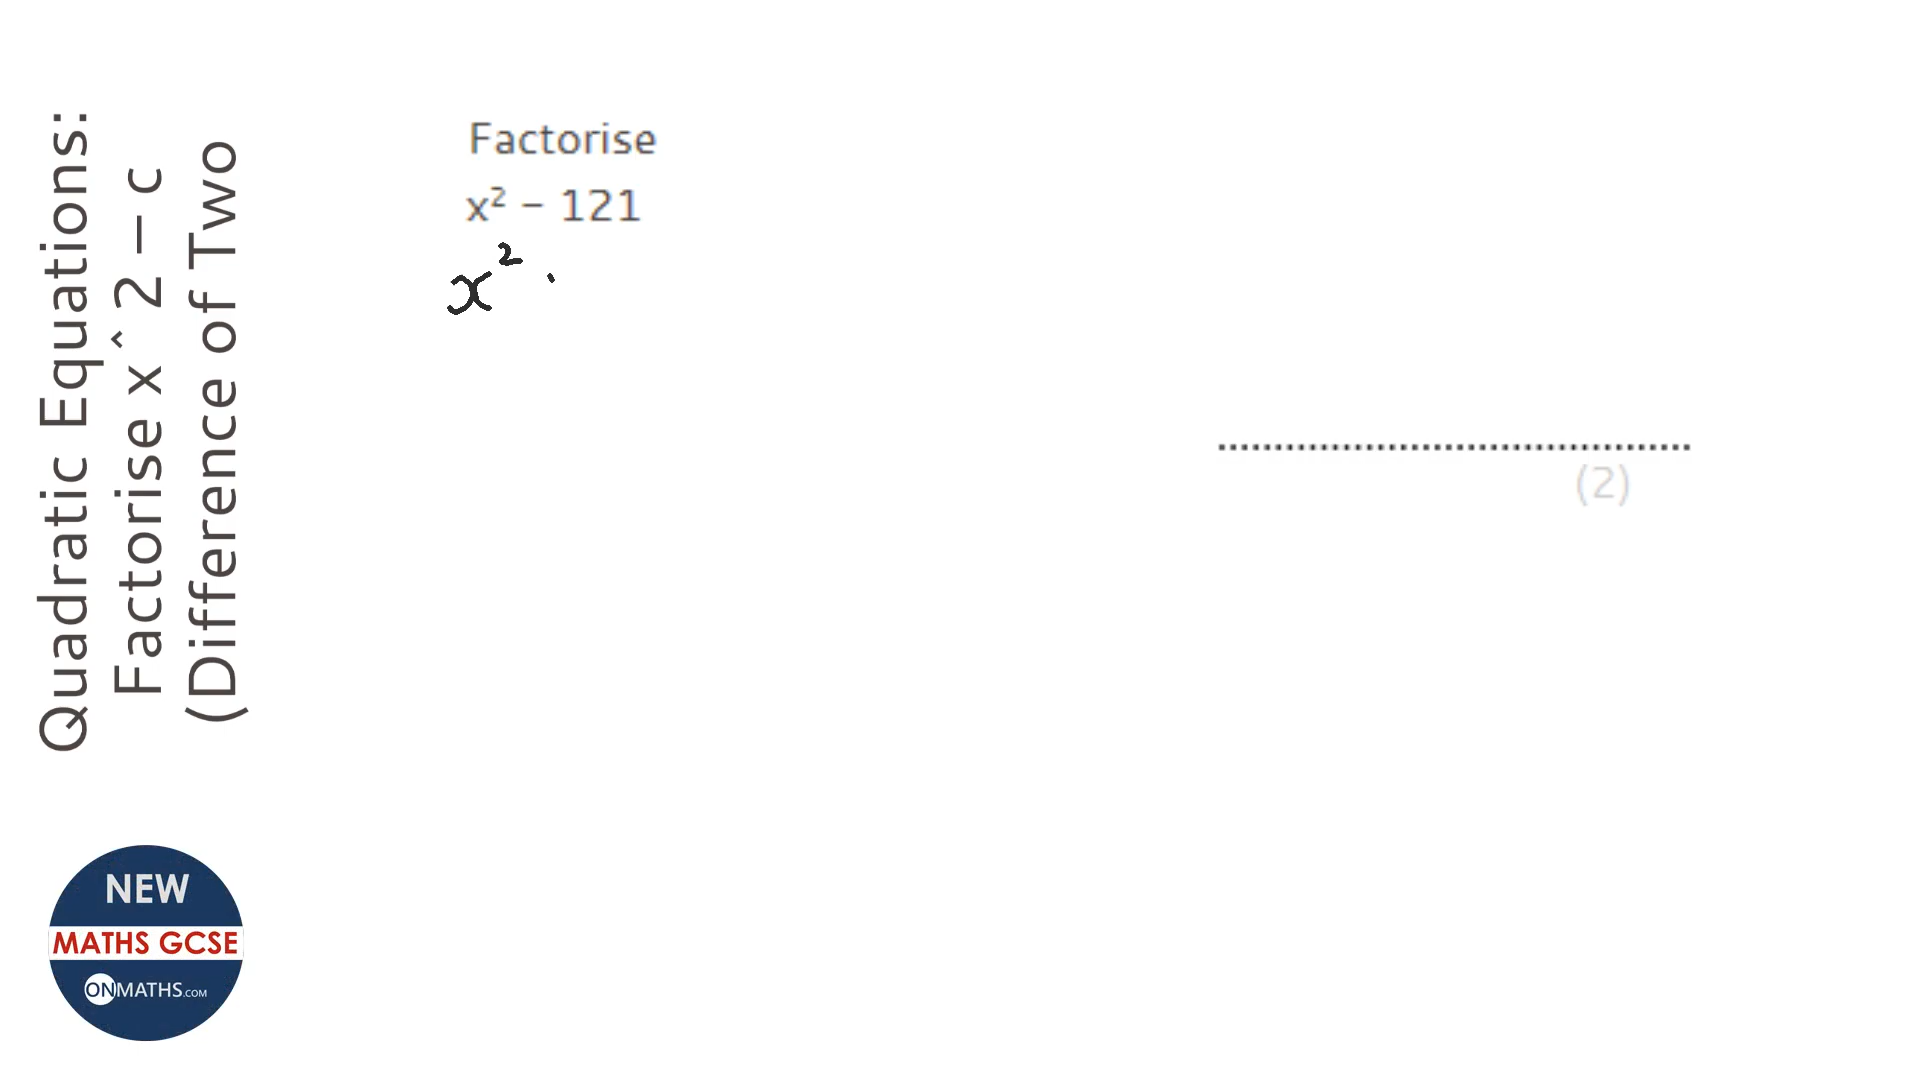 Quadratic Equations:
Factorise x^2 – c
(Difference of Two
Factorise
x² – 121
x² ·
(2)
NEW
MATHS GCSE
ONMATHS.COM